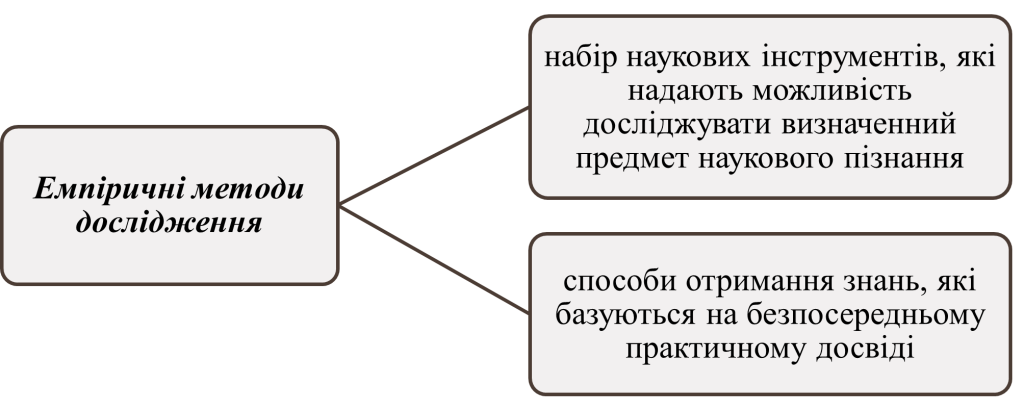 Емпіричні методи
дослідження
набір наукових інструментів, які
надають можливість
досліджувати визначенний
предмет наукового пізнання
способи отримання знань, які
базуються на безпосередньому
практичному досвіді